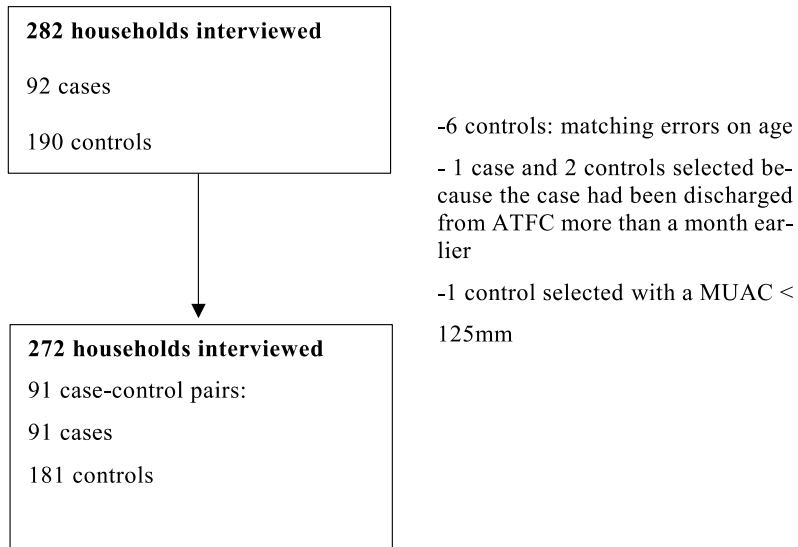 282 households interviewed
92 cases
190 controls
-6 controls: matching errors on age
- 1 case and 2 controls selected be-
cause the case had been discharged
from ATFC more than a month ear-
lier
-1 control selected with a MUAC <
125mm
272 households interviewed
91 case-control pairs:
91 cases
181 controls